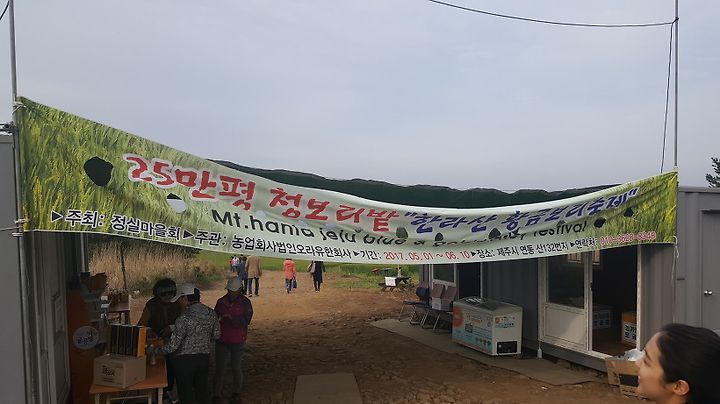 25만평 청보리밭 "한라산 황금보리축제"
Mt.hanla jeju festival
▶주최: 정실마을회 ▶주관: 농업회사법인오라유한회사 ▶기간: 2017. 05. 01 ~ 06. 10 ▶장소: 제주시 연동 산132번지 ▶연락처